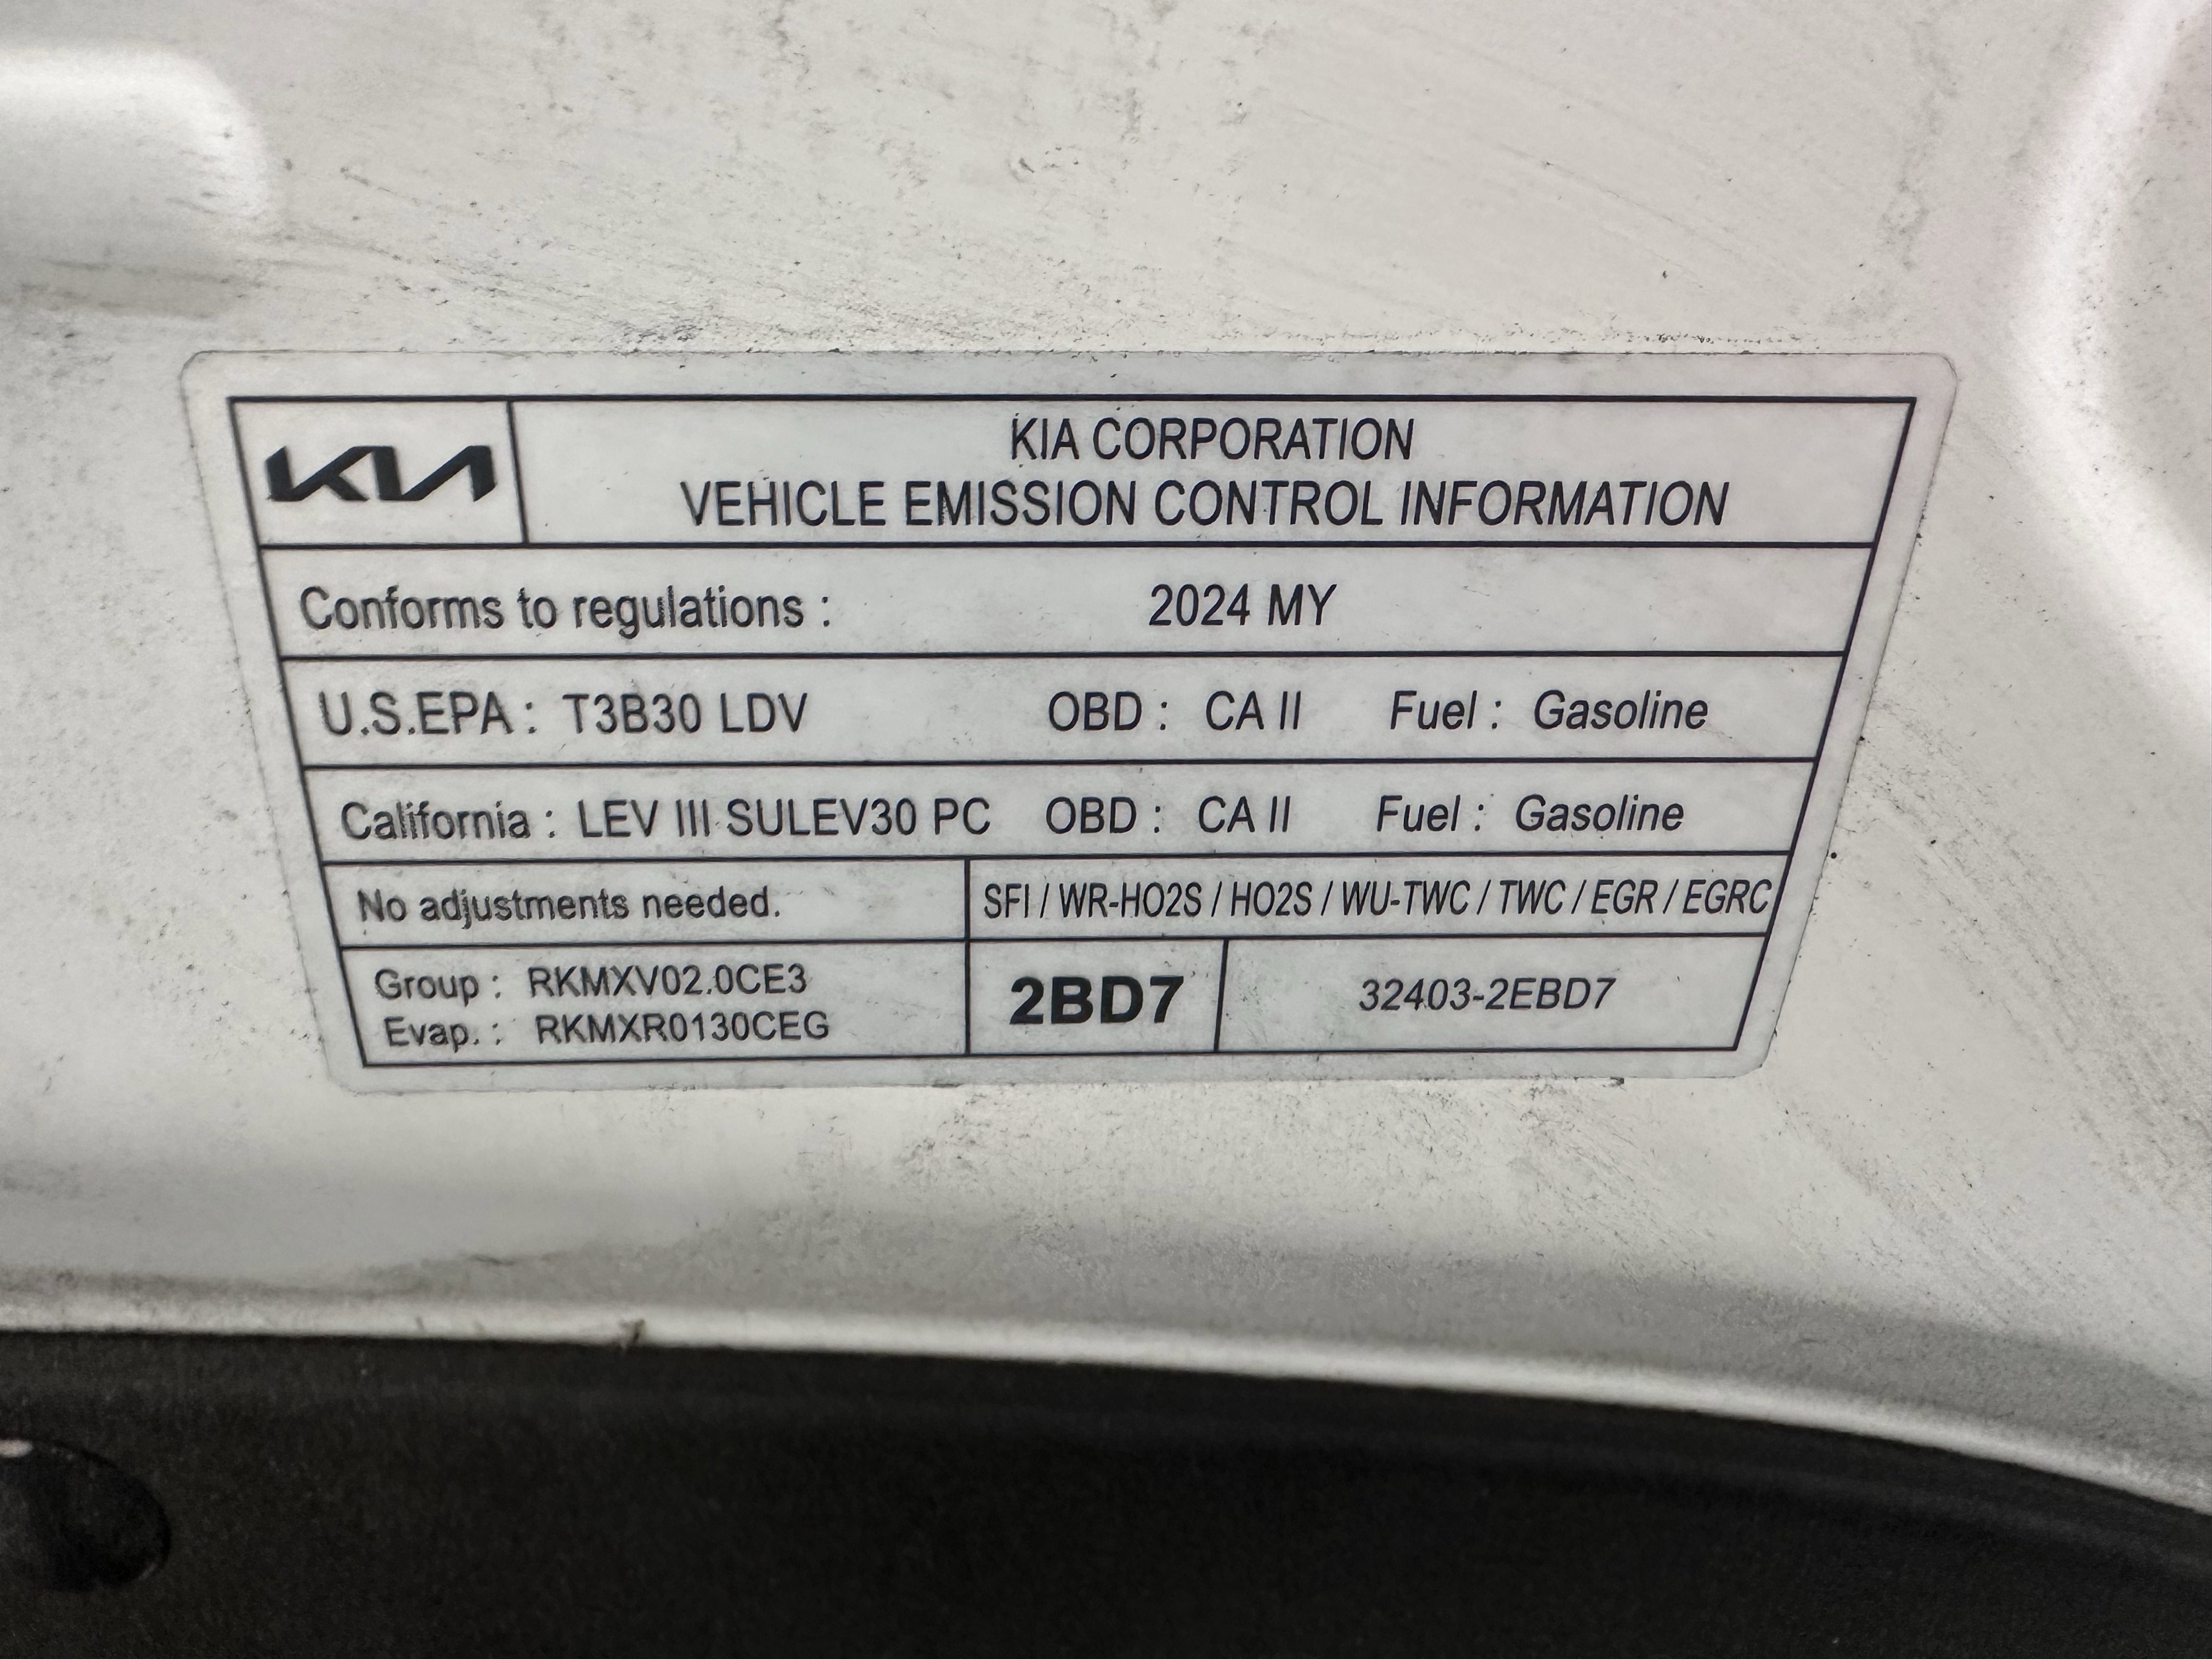 KIA
KIA CORPORATION
VEHICLE EMISSION CONTROL INFORMATION
Conforms to regulations : 2024 MY
U.S.EPA : T3B30 LDV OBD : CA II Fuel : Gasoline
California : LEV III SULEV30 PC OBD : CA II Fuel : Gasoline
No adjustments needed. SFI / WR-HO2S / HO2S / WU-TWC / TWC / EGR / EGRC
Group : RKMXV02.0CE3
Evap. : RKMXR0130CEG
2BD7 32403-2EBD7